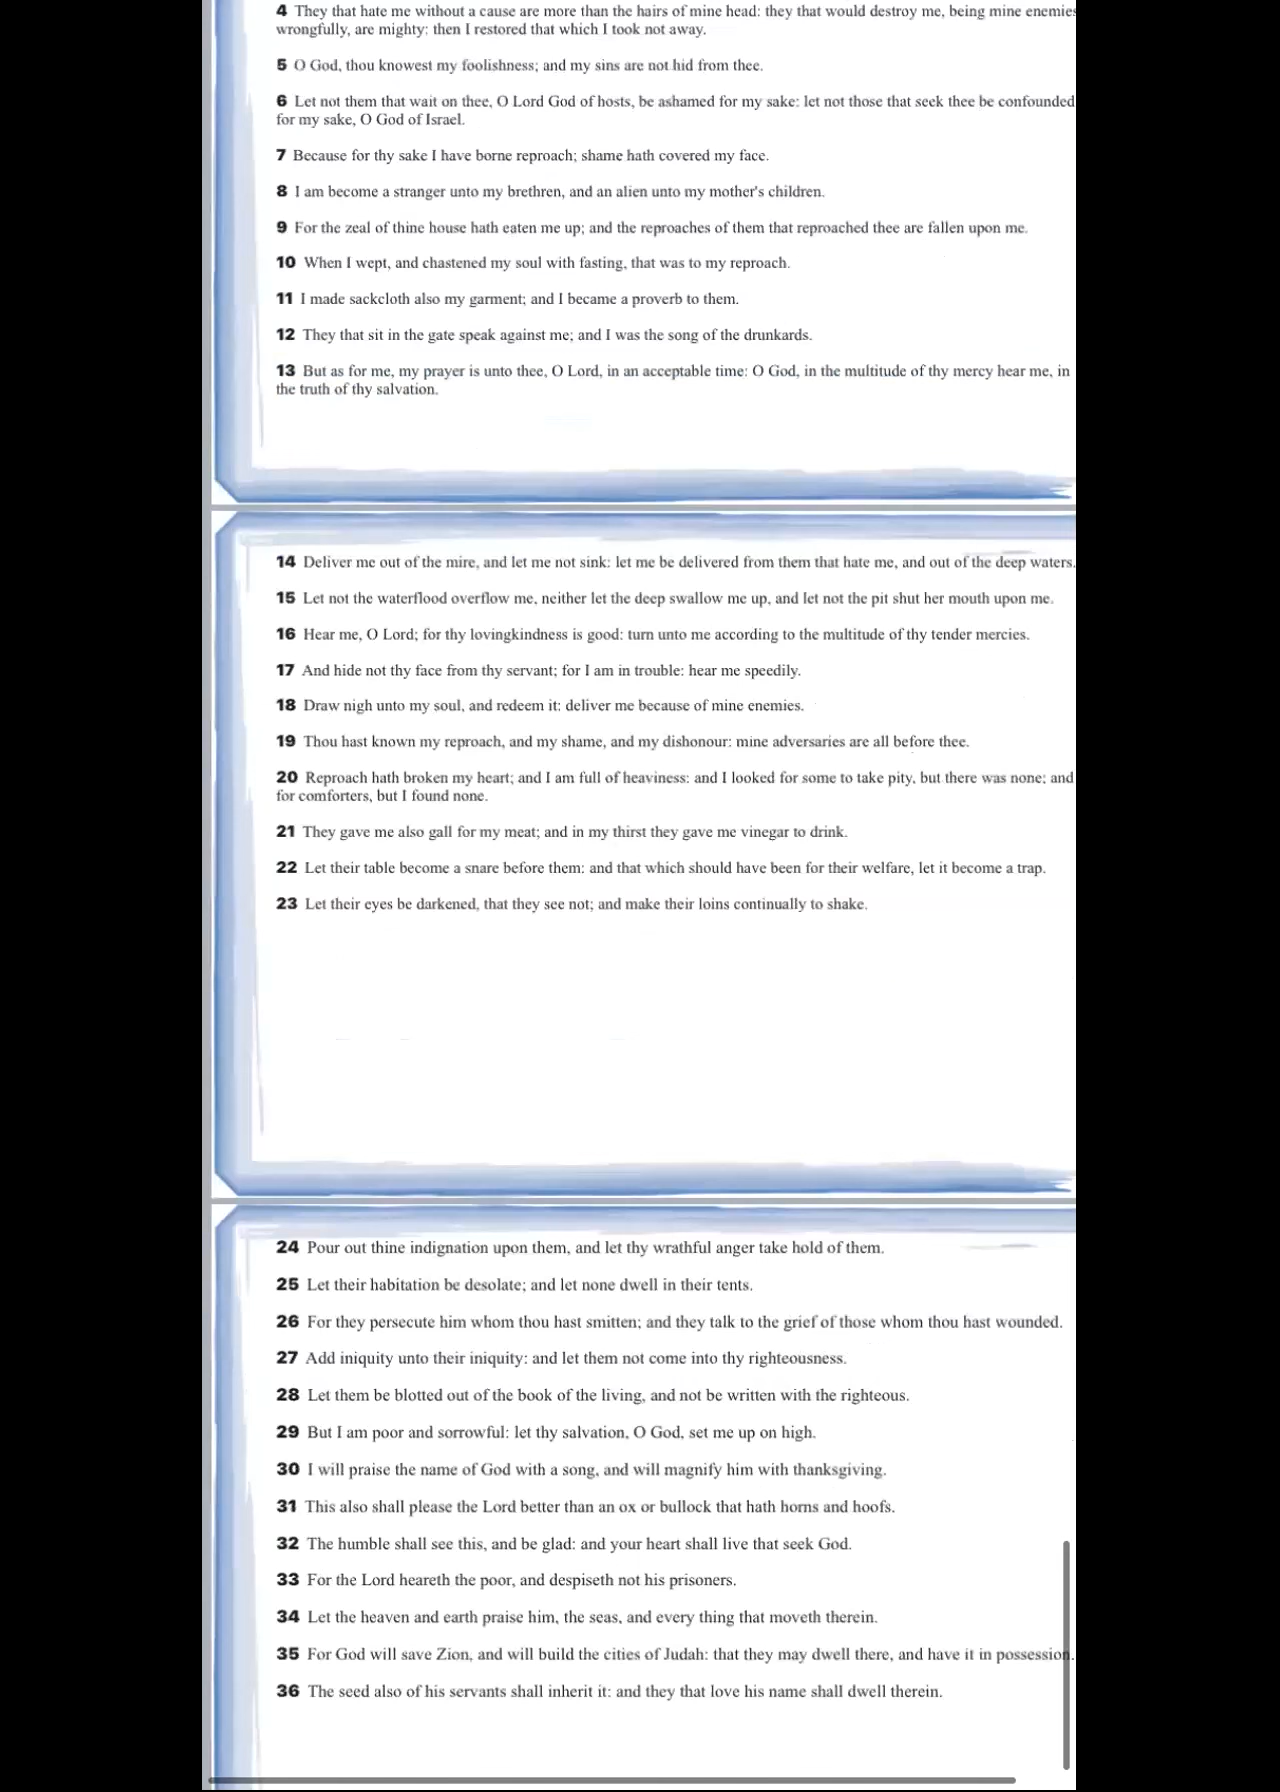 4 They that hate me without a cause are more than the hairs of mine head: they that would destroy me, being mine enemies
wrongfully, are mighty: then I restored that which I took not away.
5 O God, thou knowest my foolishness; and my sins are not hid from thee.
6 Let not them that wait on thee, O Lord God of hosts, be ashamed for my sake: let not those that seek thee be confounded
for my sake, O God of Israel.
7 Because for thy sake I have borne reproach; shame hath covered my face.
8 I am become a stranger unto my brethren, and an alien unto my mother's children.
9 For the zeal of thine house hath eaten me up; and the reproaches of them that reproached thee are fallen upon me.
10 When I wept, and chastened my soul with fasting, that was to my reproach.
11 I made sackcloth also my garment; and I became a proverb to them.
12 They that sit in the gate speak against me; and I was the song of the drunkards.
13 But as for me, my prayer is unto thee, O Lord, in an acceptable time: O God, in the multitude of thy mercy hear me, in
the truth of thy salvation.
14 Deliver me out of the mire, and let me not sink: let me be delivered from them that hate me, and out of the deep waters.
15 Let not the waterflood overflow me, neither let the deep swallow me up, and let not the pit shut her mouth upon me.
16 Hear me, O Lord; for thy lovingkindness is good: turn unto me according to the multitude of thy tender mercies.
17 And hide not thy face from thy servant; for I am in trouble: hear me speedily.
18 Draw nigh unto my soul, and redeem it: deliver me because of mine enemies.
19 Thou hast known my reproach, and my shame, and my dishonour: mine adversaries are all before thee.
20 Reproach hath broken my heart; and I am full of heaviness: and I looked for some to take pity, but there was none; and
for comforters, but I found none.
21 They gave me also gall for my meat; and in my thirst they gave me vinegar to drink.
22 Let their table become a snare before them: and that which should have been for their welfare, let it become a trap.
23 Let their eyes be darkened, that they see not; and make their loins continually to shake.
24 Pour out thine indignation upon them, and let thy wrathful anger take hold of them.
25 Let their habitation be desolate; and let none dwell in their tents.
26 For they persecute him whom thou hast smitten; and they talk to the grief of those whom thou hast wounded.
27 Add iniquity unto their iniquity: and let them not come into thy righteousness.
28 Let them be blotted out of the book of the living, and not be written with the righteous.
29 But I am poor and sorrowful: let thy salvation, O God, set me up on high.
30 I will praise the name of God with a song, and will magnify him with thanksgiving.
31 This also shall please the Lord better than an ox or bullock that hath horns and hoofs.
32 The humble shall see this, and be glad: and your heart shall live that seek God.
33 For the Lord heareth the poor, and despiseth not his prisoners.
34 Let the heaven and earth praise him, the seas, and every thing that moveth therein.
35 For God will save Zion, and will build the cities of Judah: that they may dwell there, and have it in possession.
36 The seed also of his servants shall inherit it: and they that love his name shall dwell therein.